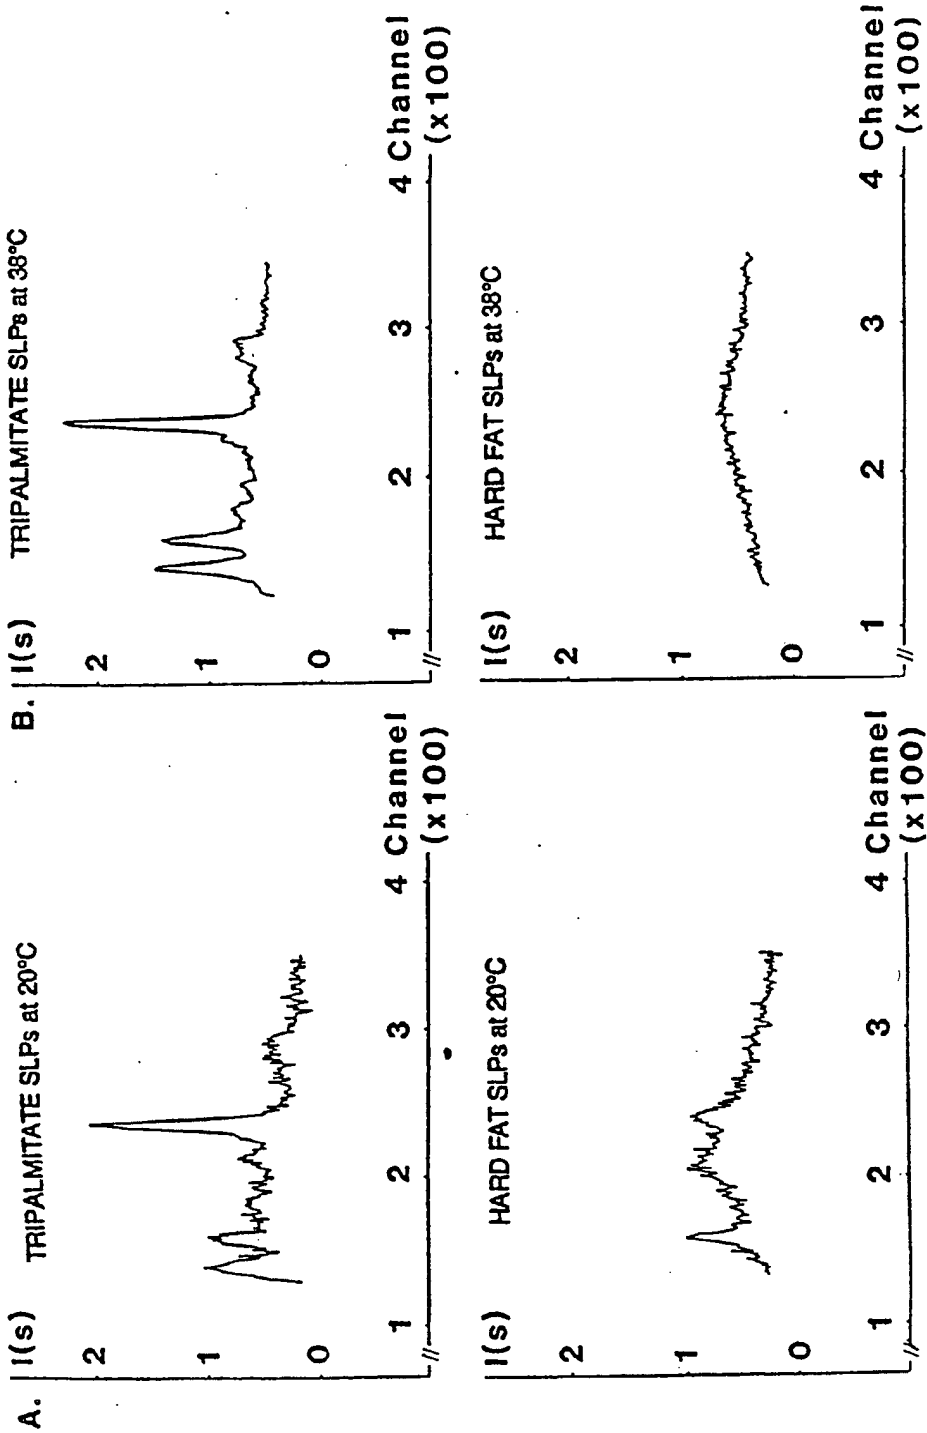 A.
I(s)
TRIPALMITATE SLPs at 20°C
2
1
0
1
2
3
4
Channel
(x100)
I(s)
HARD FAT SLPs at 20°C
2
1
0
1
2
3
4
Channel
(x100)
B.
I(s)
TRIPALMITATE SLPs at 38°C
2
1
0
1
2
3
4
Channel
(x100)
I(s)
HARD FAT SLPs at 38°C
2
1
0
1
2
3
4
Channel
(x100)